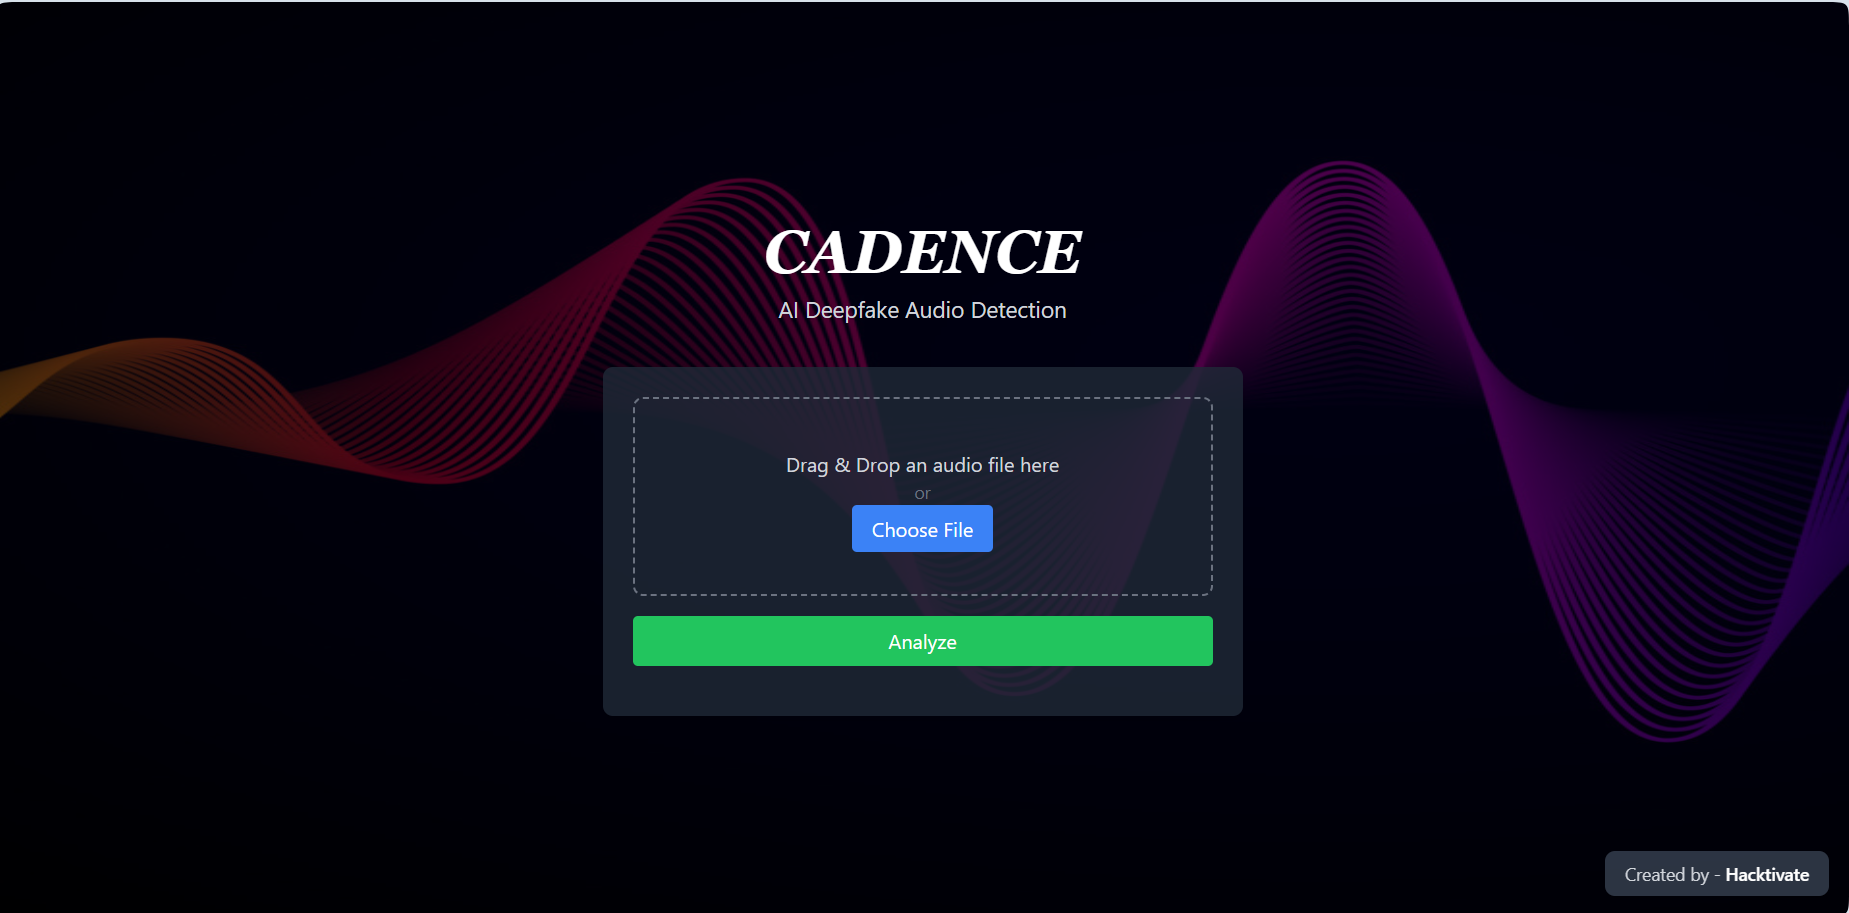 CADENCE
AI Deepfake Audio Detection
Drag & Drop an audio file here
or
Choose File
Analyze
Created by - Hacktivate